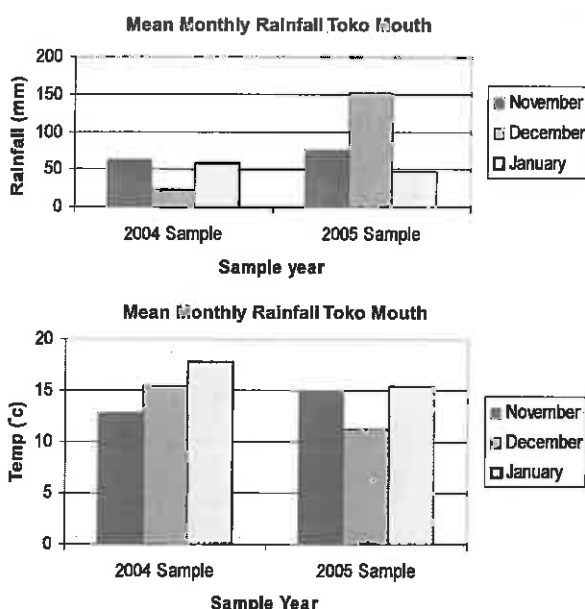 Mean Monthly Rainfall Toko Mouth
200
150
100
50
0
Rainfall (mm)
2004 Sample 2005 Sample
Sample year
November
December
January
Mean Monthly Rainfall Toko Mouth
20
15
10
5
0
Temp (˚c)
2004 Sample 2005 Sample
Sample Year
November
December
January